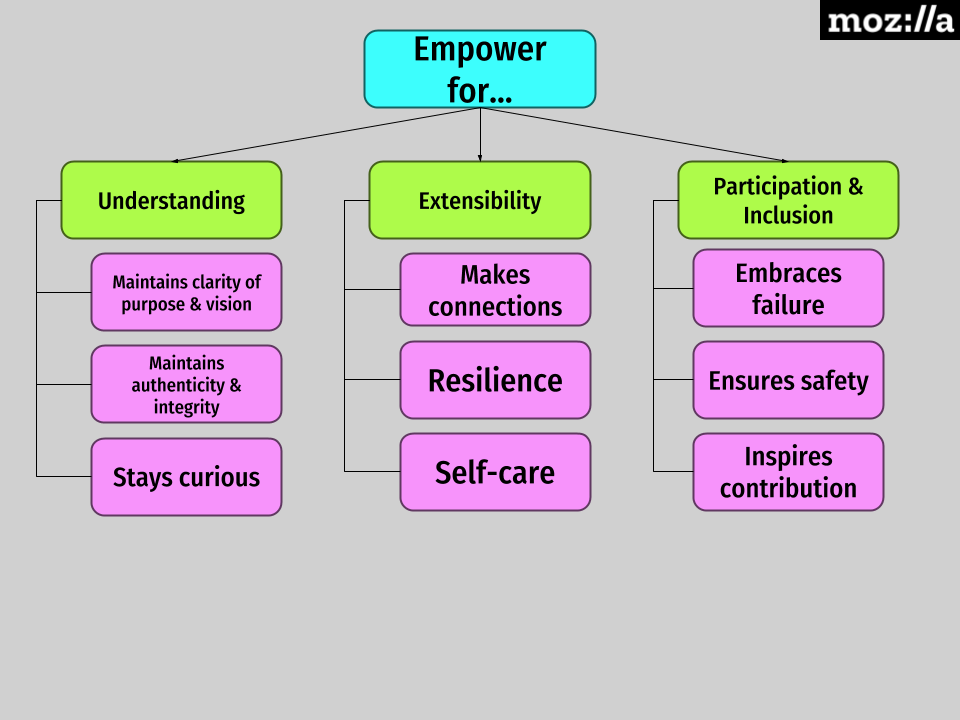 moz://a
Empower
for...
Understanding
Extensibility
Participation &
Inclusion
Maintains clarity of
purpose & vision
Maintains
authenticity &
integrity
Stays curious
Makes
connections
Resilience
Self-care
Embraces
failure
Ensures safety
Inspires
contribution